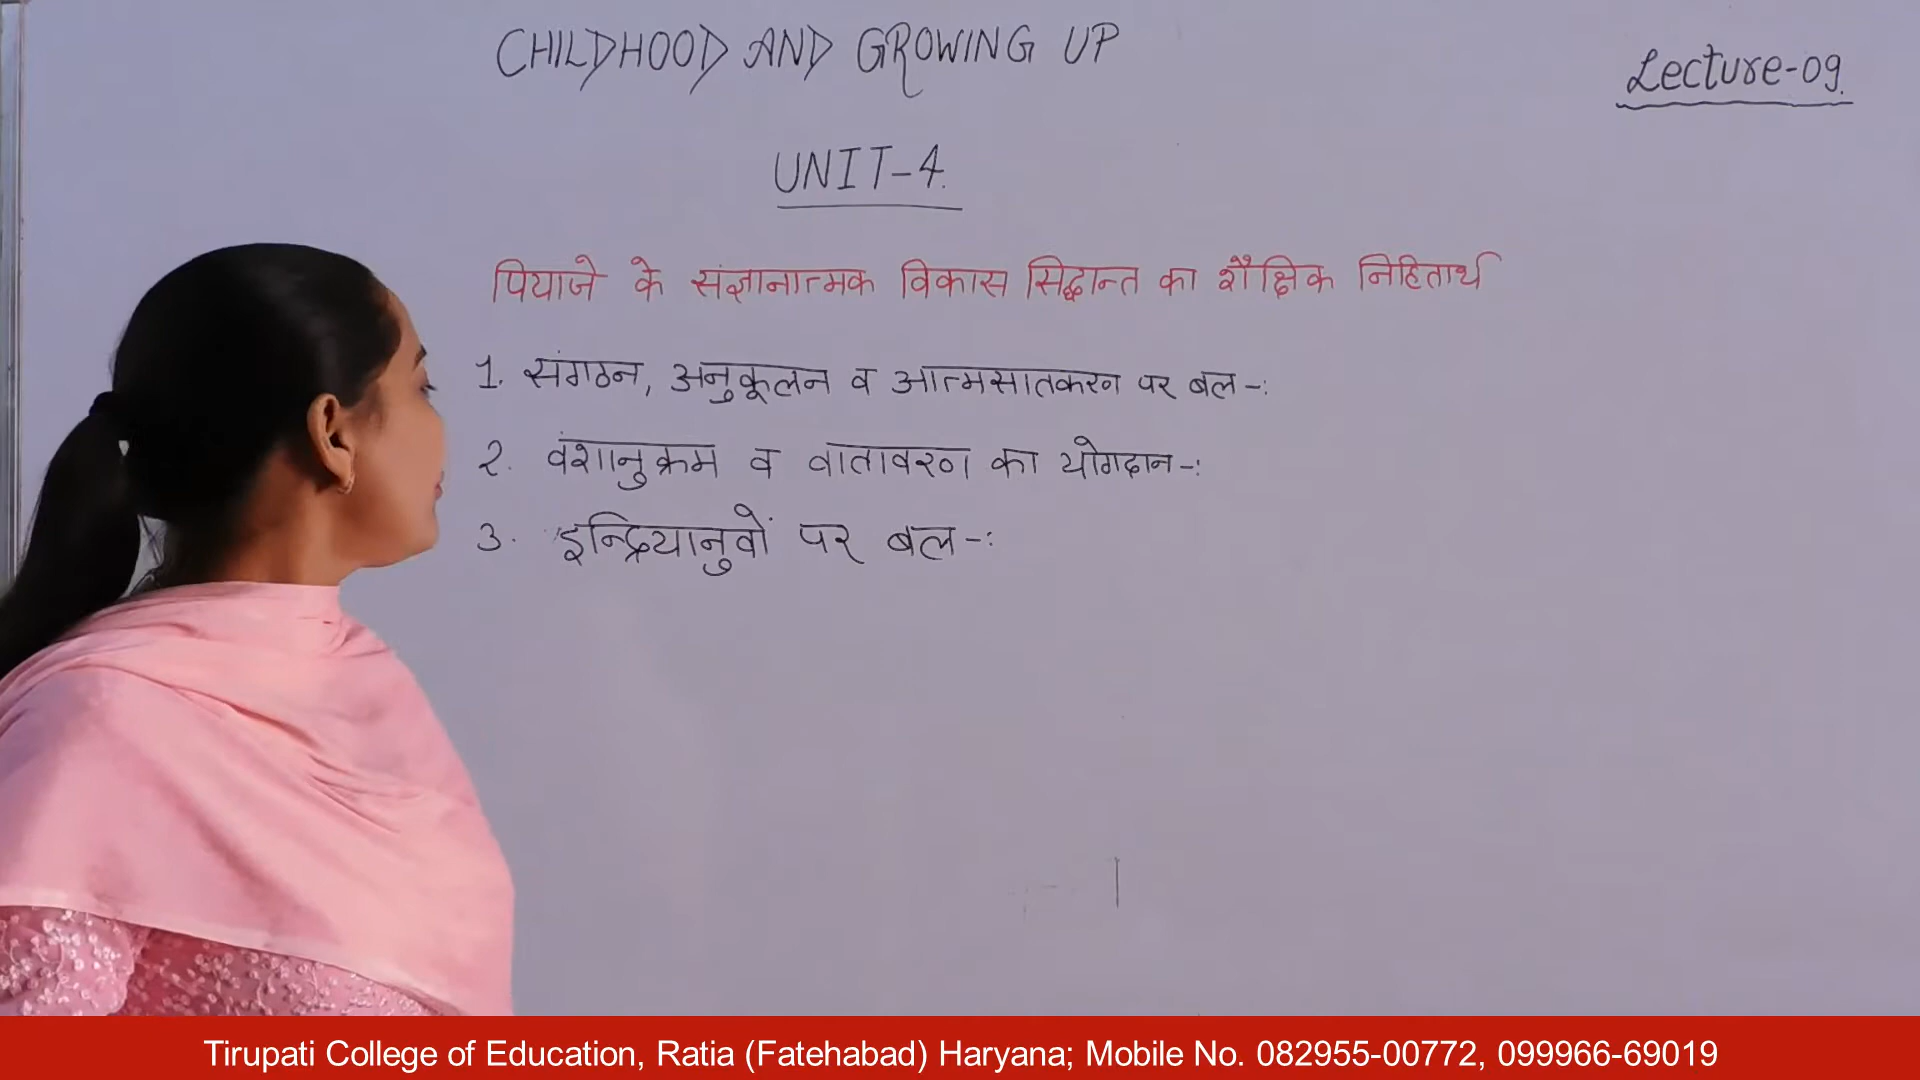 CHILDHOOD AND GROWING UP
Lecture-09.
UNIT-4.
पियाजे के संज्ञानात्मक विकास सिद्धान्त का शैक्षिक निहितार्थ
1. संगठन, अनुकूलन व आत्मसातकरण पर बल-:
2. वंशानुक्रम व वातावरण का योगदान-:
3. इन्द्रियानुवों पर बल-:
Tirupati College of Education, Ratia (Fatehabad) Haryana; Mobile No. 082955-00772, 099966-69019